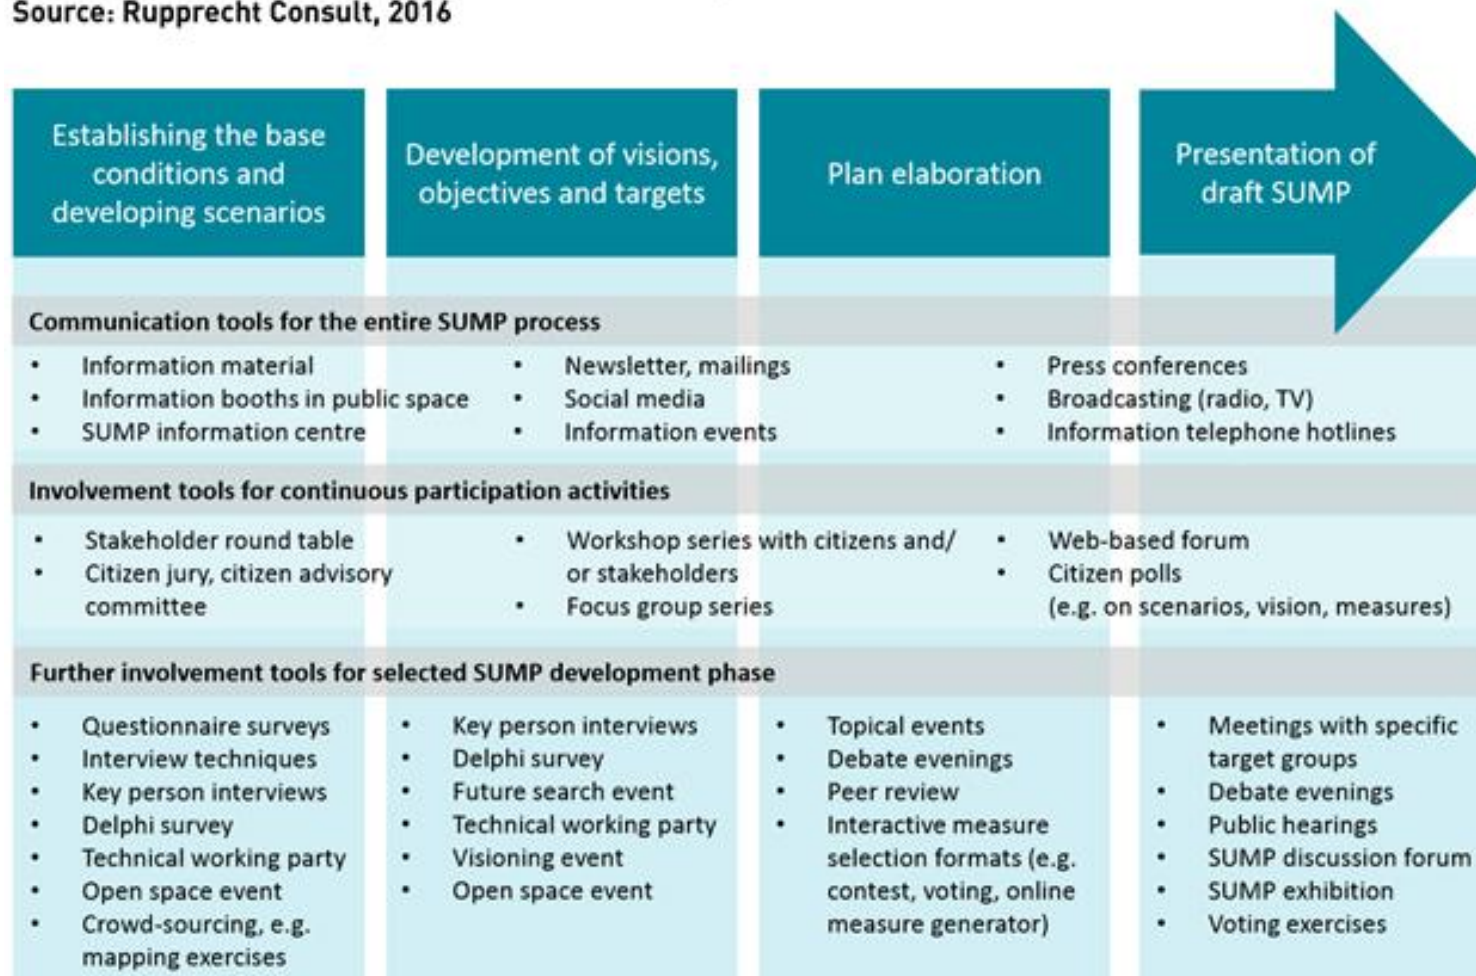 Source: Rupprecht Consult, 2016
Establishing the base
conditions and
developing scenarios
Development of visions,
objectives and targets
Plan elaboration
Presentation of
draft SUMP
Communication tools for the entire SUMP process
• Information material
• Information booths in public space
• SUMP information centre
• Newsletter, mailings
• Social media
• Information events
• Press conferences
• Broadcasting (radio, TV)
• Information telephone hotlines
Involvement tools for continuous participation activities
• Stakeholder round table
• Citizen jury, citizen advisory
committee
• Workshop series with citizens and/
or stakeholders
• Focus group series
• Web-based forum
• Citizen polls
(e.g. on scenarios, vision, measures)
Further involvement tools for selected SUMP development phase
• Questionnaire surveys
• Interview techniques
• Key person interviews
• Delphi survey
• Technical working party
• Open space event
• Crowd-sourcing, e.g.
mapping exercises
• Key person interviews
• Delphi survey
• Future search event
• Technical working party
• Visioning event
• Open space event
• Topical events
• Debate evenings
• Peer review
• Interactive measure
selection formats (e.g.
contest, voting, online
measure generator)
• Meetings with specific
target groups
• Debate evenings
• Public hearings
• SUMP discussion forum
• SUMP exhibition
• Voting exercises